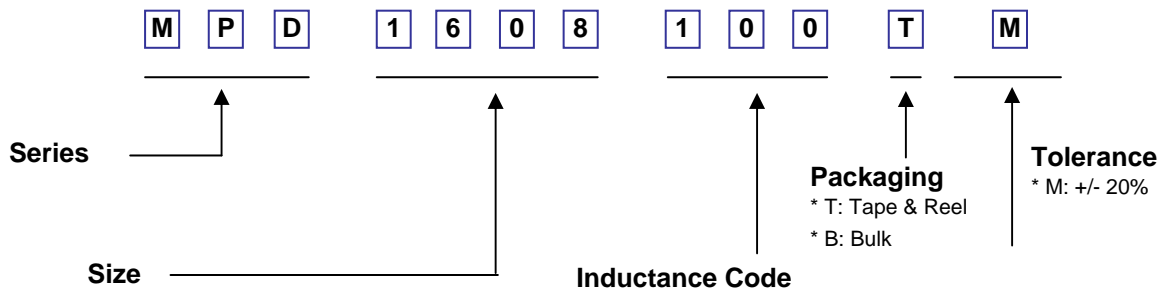 M P D 1 6 0 8 1 0 0 T M
Series
Tolerance
* M: +/- 20%
Packaging
* T: Tape & Reel
* B: Bulk
Size
Inductance Code